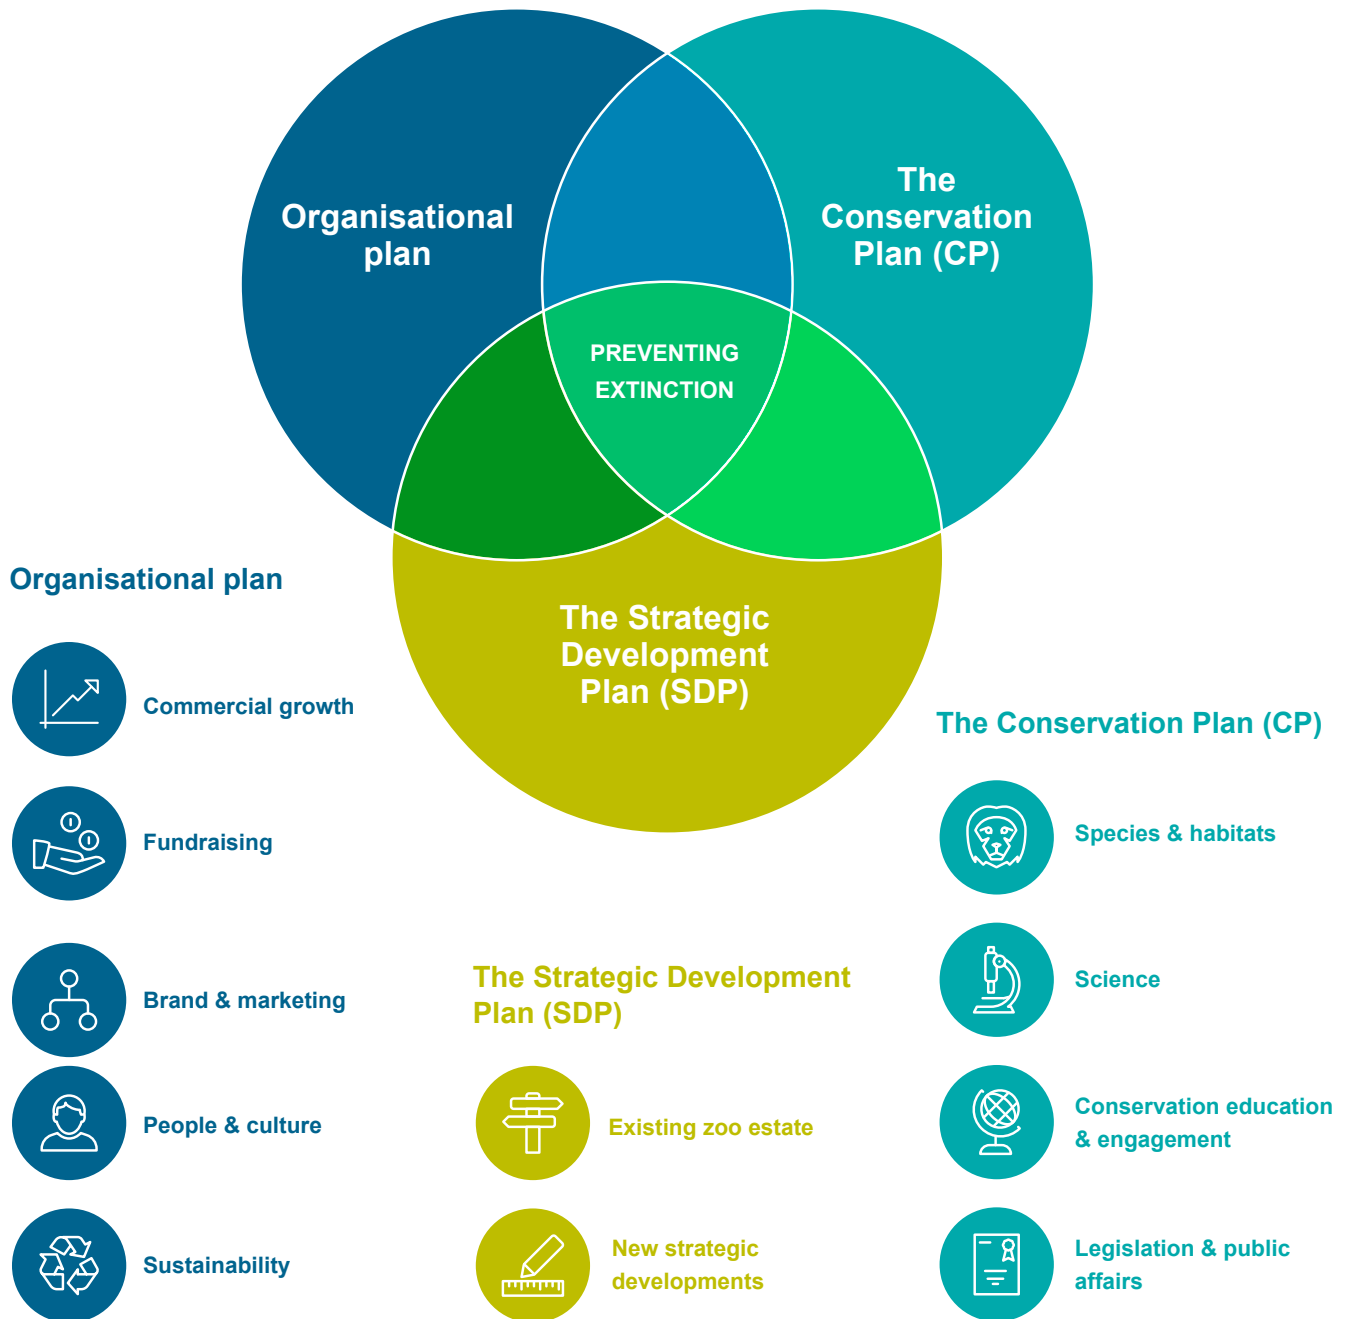 Organisational
plan
The
Conservation
Plan (CP)
PREVENTING
EXTINCTION
The Strategic
Development
Plan (SDP)
Organisational plan
Commercial growth
Fundraising
Brand & marketing
People & culture
Sustainability
The Strategic Development
Plan (SDP)
Existing zoo estate
New strategic
developments
The Conservation Plan (CP)
Species & habitats
Science
Conservation education
& engagement
Legislation & public
affairs